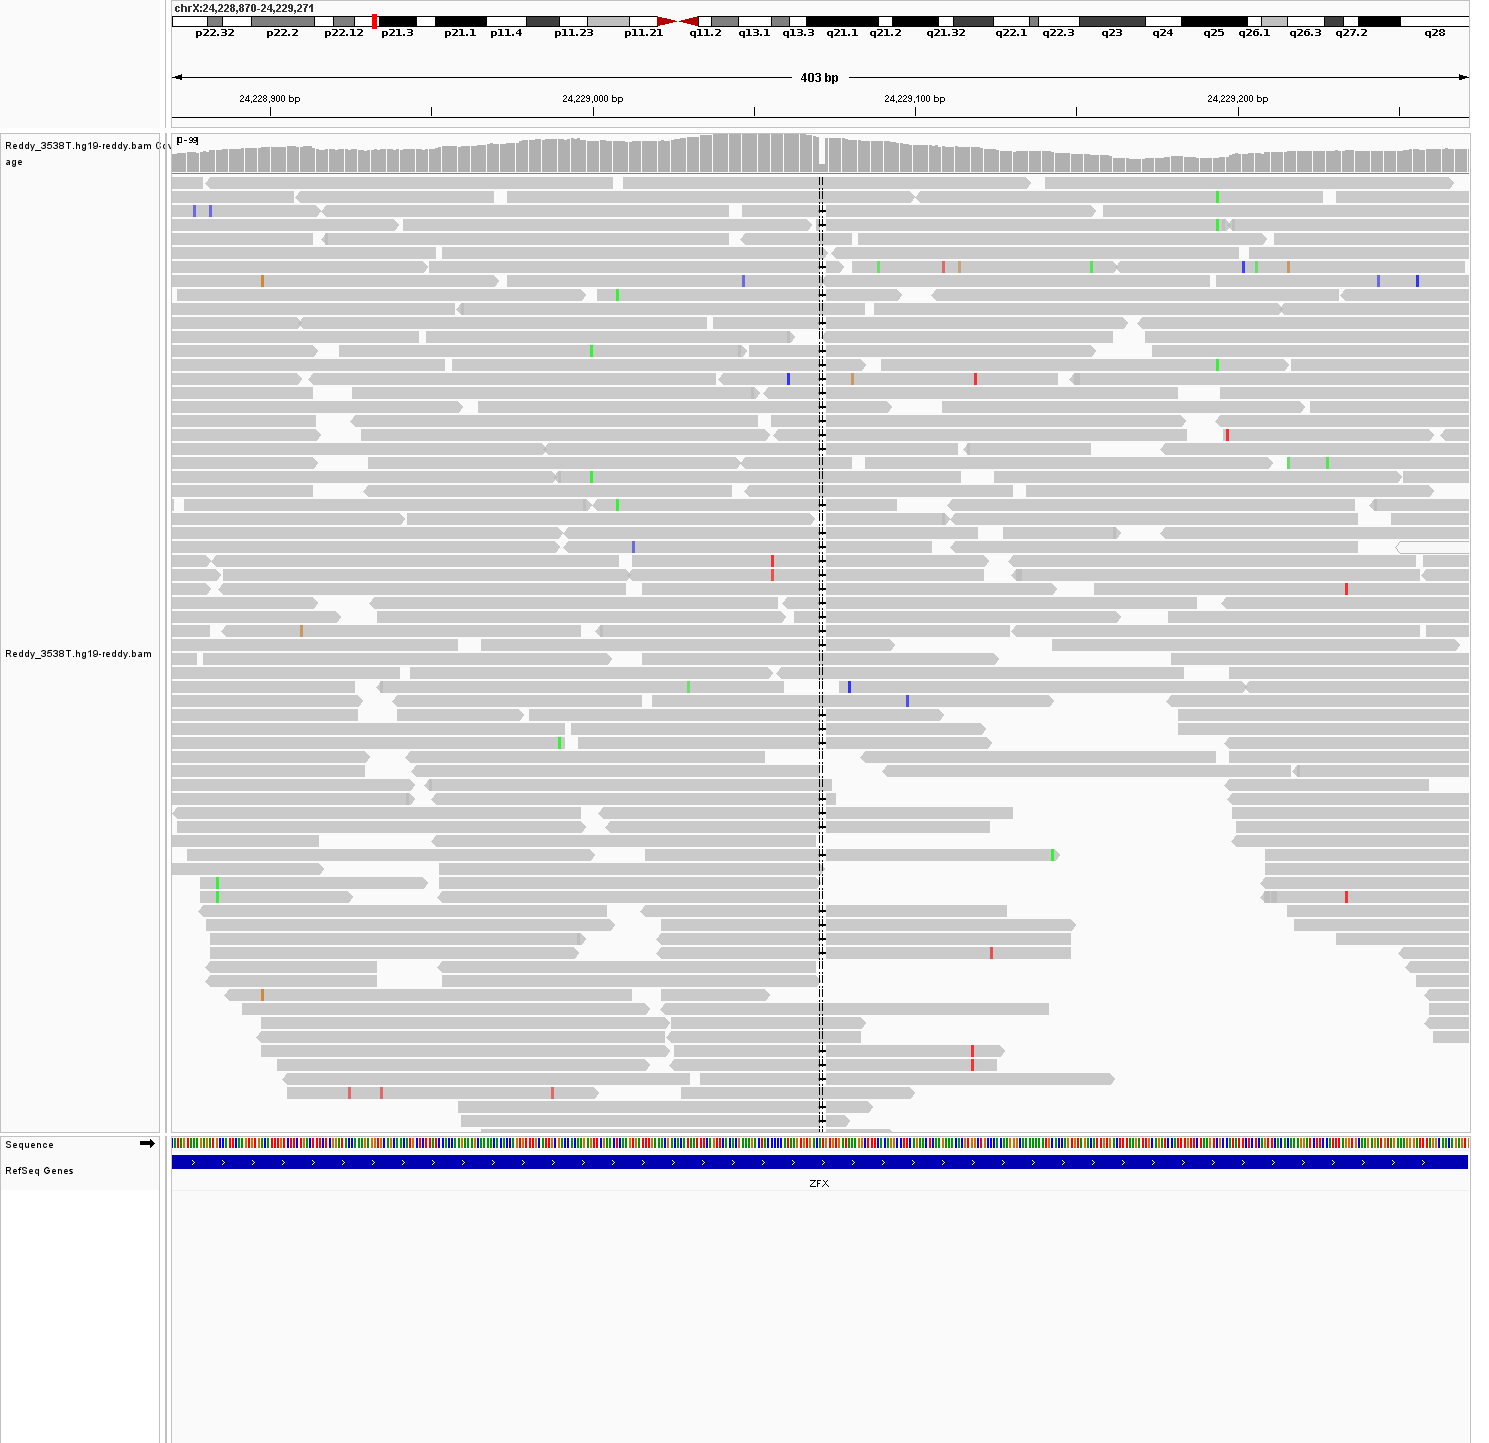 chrX:24,228,870-24,229,271
p22.32 p22.2 p22.12 p21.3 p21.1 p11.4 p11.23 p11.21 q11.2 q13.1 q13.3 q21.1 q21.2 q21.32 q22.1 q22.3 q23 q24 q25 q26.1 q26.3 q27.2 q28
403 bp
24,228,900 bp 24,229,000 bp 24,229,100 bp 24,229,200 bp
[0-99]
Reddy_3538T.hg19-reddy.bam Cov
age
Reddy_3538T.hg19-reddy.bam
Sequence
RefSeq Genes
ZFX